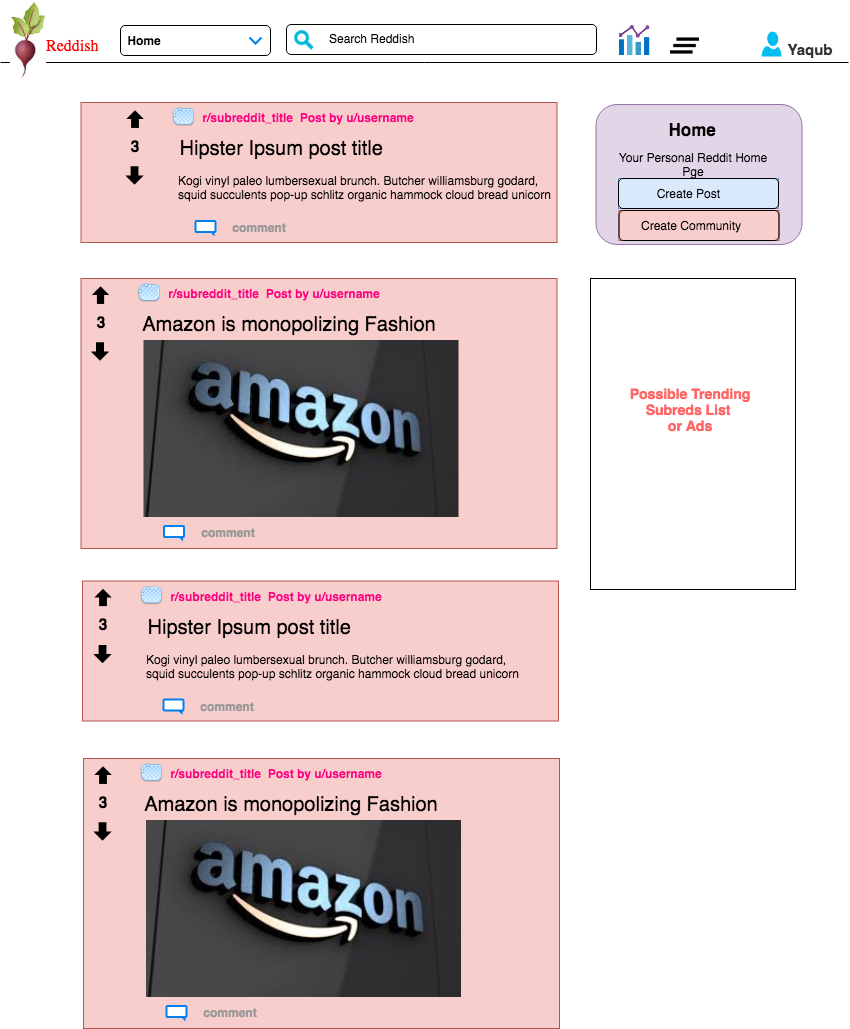 Reddish
Home
Search Reddish
Yaqub
r/subreddit_title Post by u/username
3
Hipster Ipsum post title
Kogi vinyl paleo lumbersexual brunch. Butcher williamsburg godard,
squid succulents pop-up schlitz organic hammock cloud bread unicorn
comment
Home
Your Personal Reddit Home
Pge
Create Post
Create Community
r/subreddit_title Post by u/username
3
Amazon is monopolizing Fashion
amazon
comment
Possible Trending
Subreds List
or Ads
r/subreddit_title Post by u/username
3
Hipster Ipsum post title
Kogi vinyl paleo lumbersexual brunch. Butcher williamsburg godard,
squid succulents pop-up schlitz organic hammock cloud bread unicorn
comment
r/subreddit_title Post by u/username
3
Amazon is monopolizing Fashion
amazon
comment